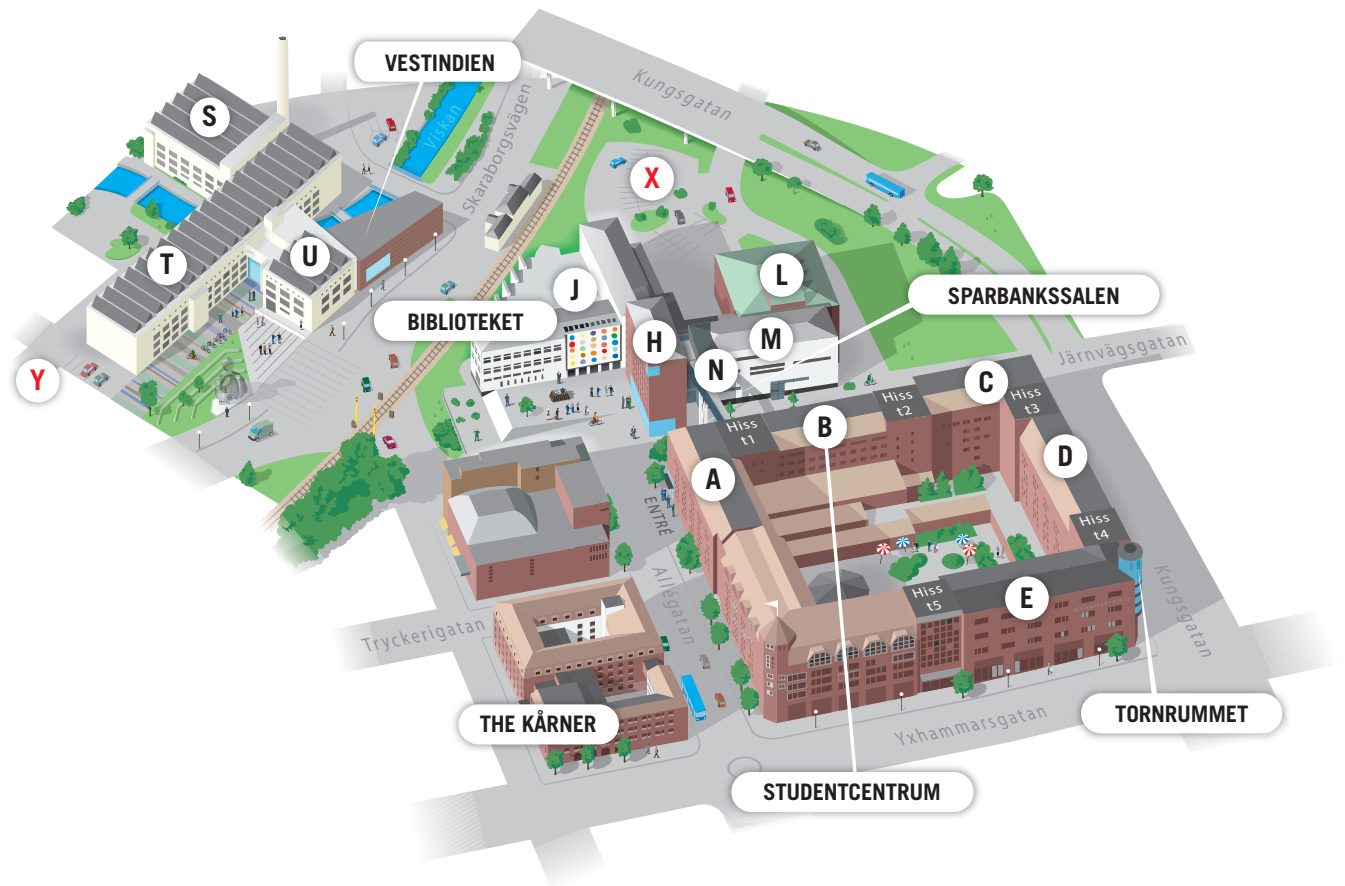 VESTINDIEN
Kungsgatan
S
Viskan
Skaraborgsvägen
X
T
U
J
L
SPARBANKSSALEN
BIBLIOTEKET
H
M
N
Y
Järnvägsgatan
C
Hiss
t2
Hiss
t3
Hiss
t1
B
D
A
ENTRÉ
Hiss
t4
Allégatan
Hiss
t5
E
Kungsgatan
Tryckerigatan
THE KÅRNER
TORNRUMMET
Yxhammarsgatan
STUDENTCENTRUM